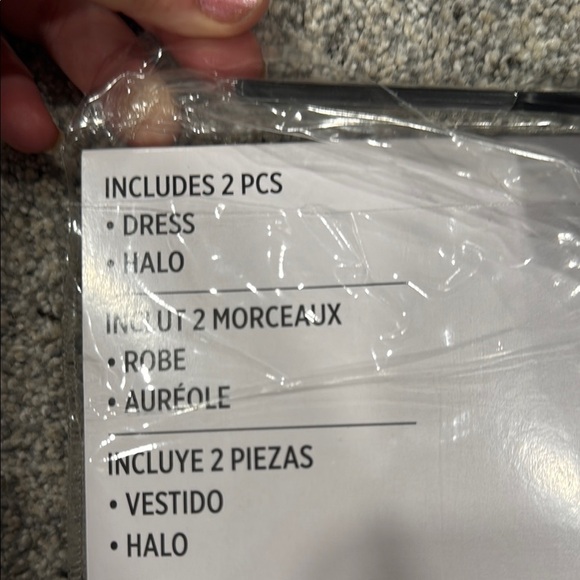 INCLUDES 2 PCS
• DRESS
• HALO
INCLUT 2 MORCEAUX
• ROBE
• AURÉOLE
INCLUYE 2 PIEZAS
• VESTIDO
• HALO